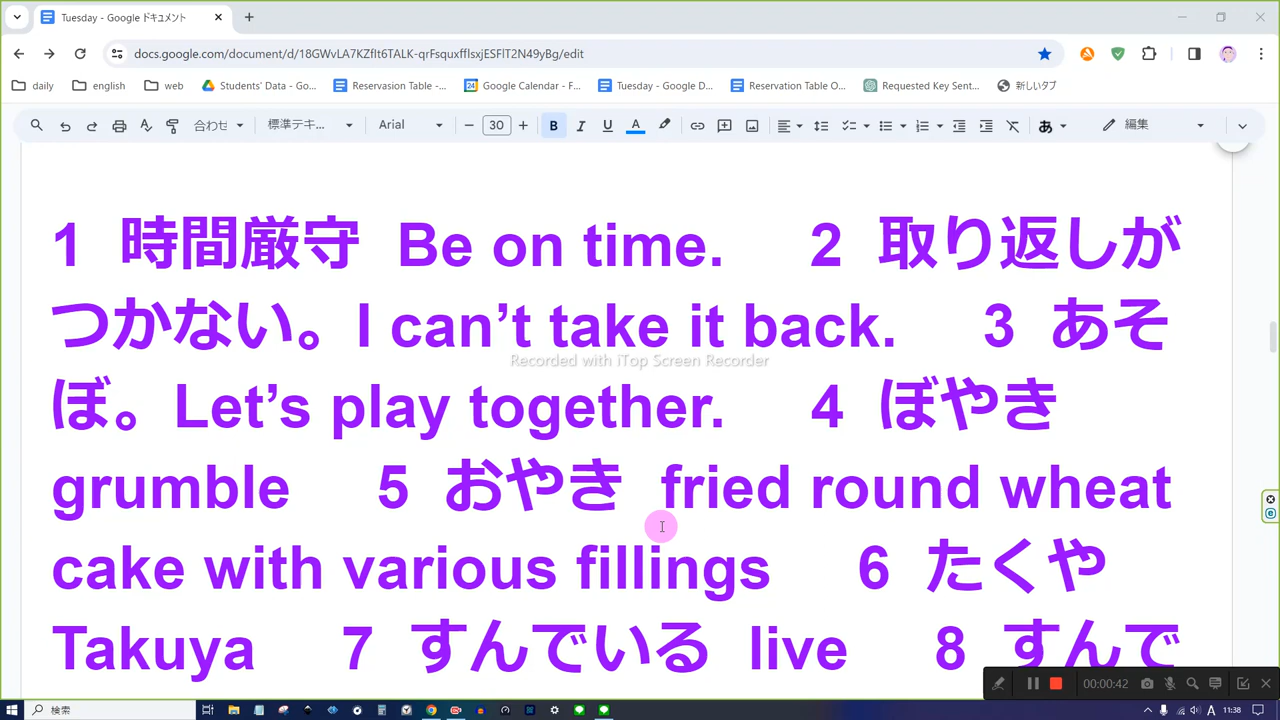 Tuesday - Google ドキュメント
docs.google.com/document/d/18GWvLA7KZfIt6TALK-qrFsquxfflsxjESFlT2N49yBg/edit
daily english web Students' Data - Go... Reservasion Table -... Google Calendar - F... Tuesday - Google D... Reservation Table O... Requested Key Sent... 新しいタブ
合わせ 標準テキ... Arial 30 B I U A あ 編集
1 時間厳守 Be on time. 2 取り返しが
つかない。I can't take it back. 3 あそ
Recorded with iTop Screen Recorder
ぼ。Let's play together. 4 ぼやき
grumble 5 おやき fried round wheat
cake with various fillings 6 たくや
Takuya 7 すんでいる live 8 すんで
00:00:42
検索 A 11:38